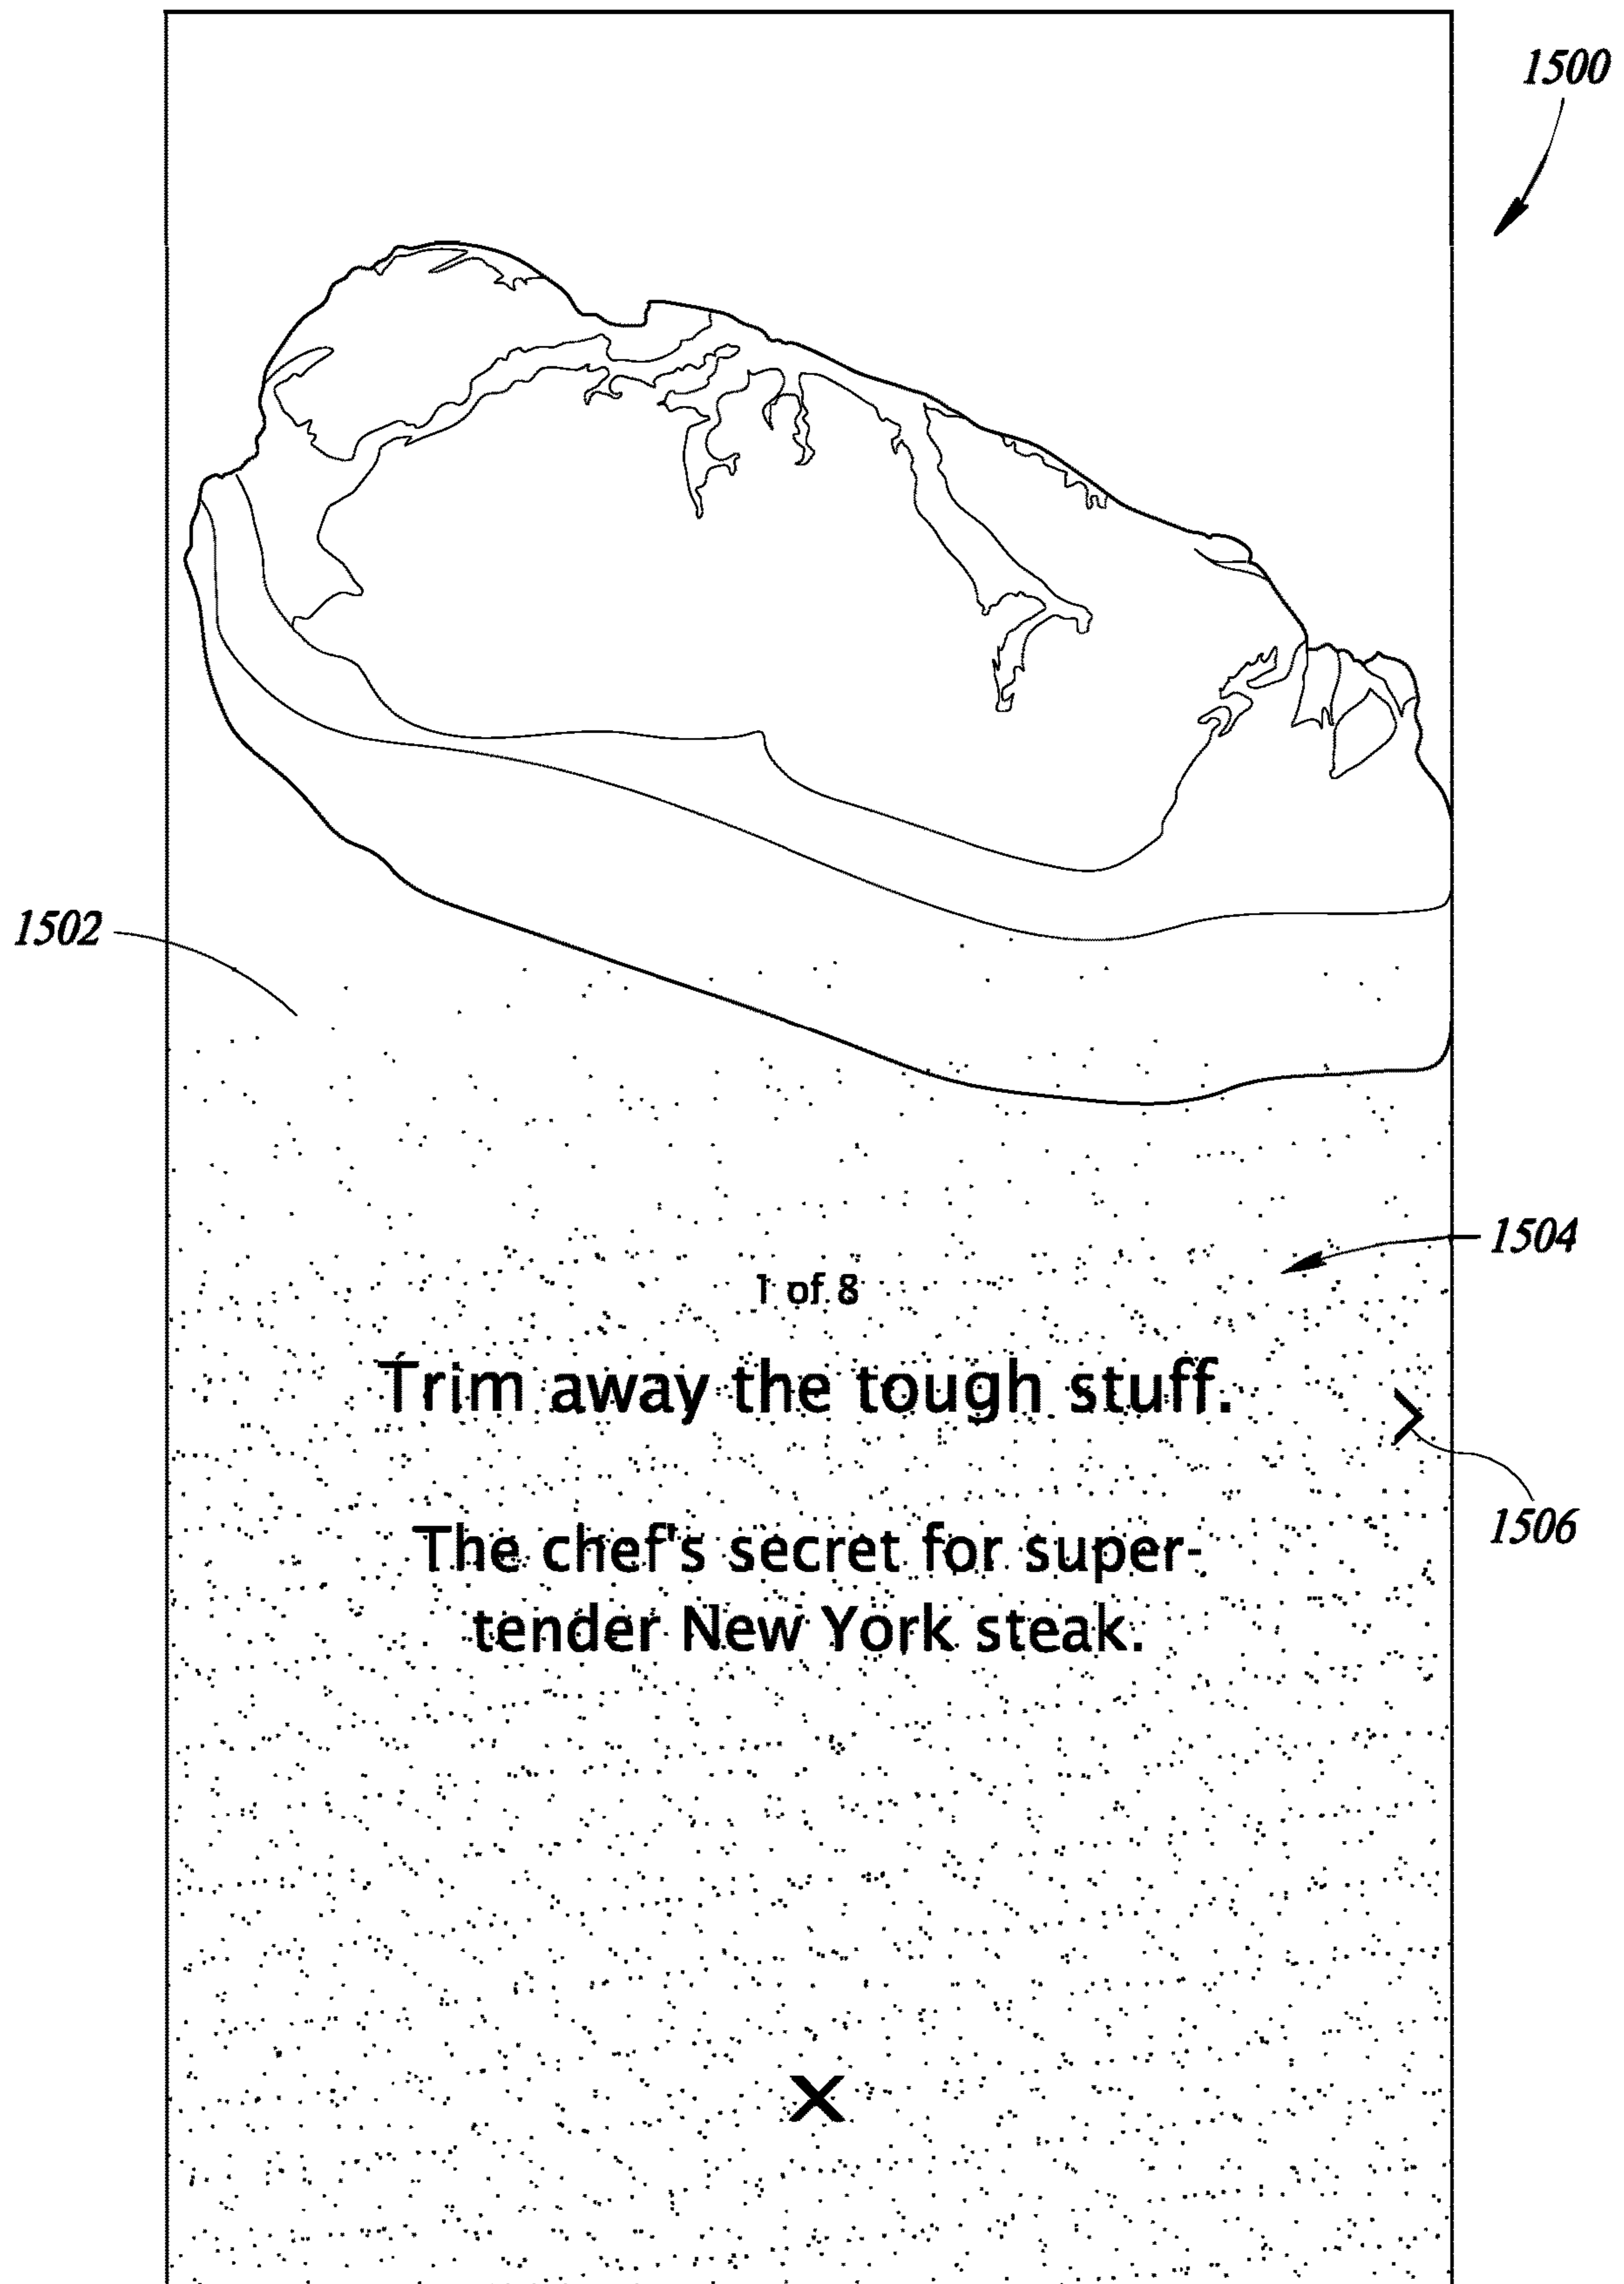 1500
1502
1504
1 of 8
Trim away the tough stuff.
>
1506
The chef's secret for super-
tender New York steak.
X